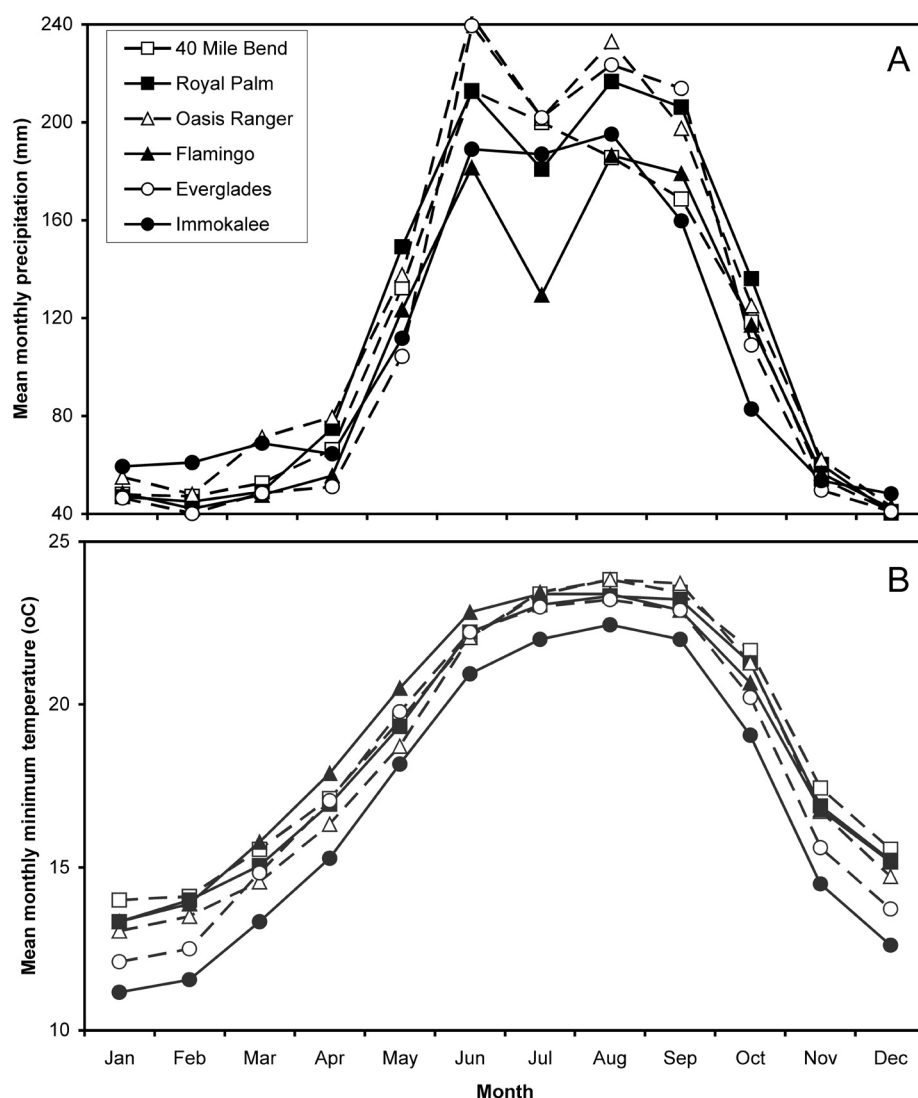 A
40 Mile Bend
Royal Palm
Oasis Ranger
Flamingo
Everglades
Immokalee
Mean monthly precipitation (mm)
240
200
160
120
80
40
B
Mean monthly minimum temperature (oC)
25
20
15
10
Jan Feb Mar Apr May Jun Jul Aug Sep Oct Nov Dec
Month